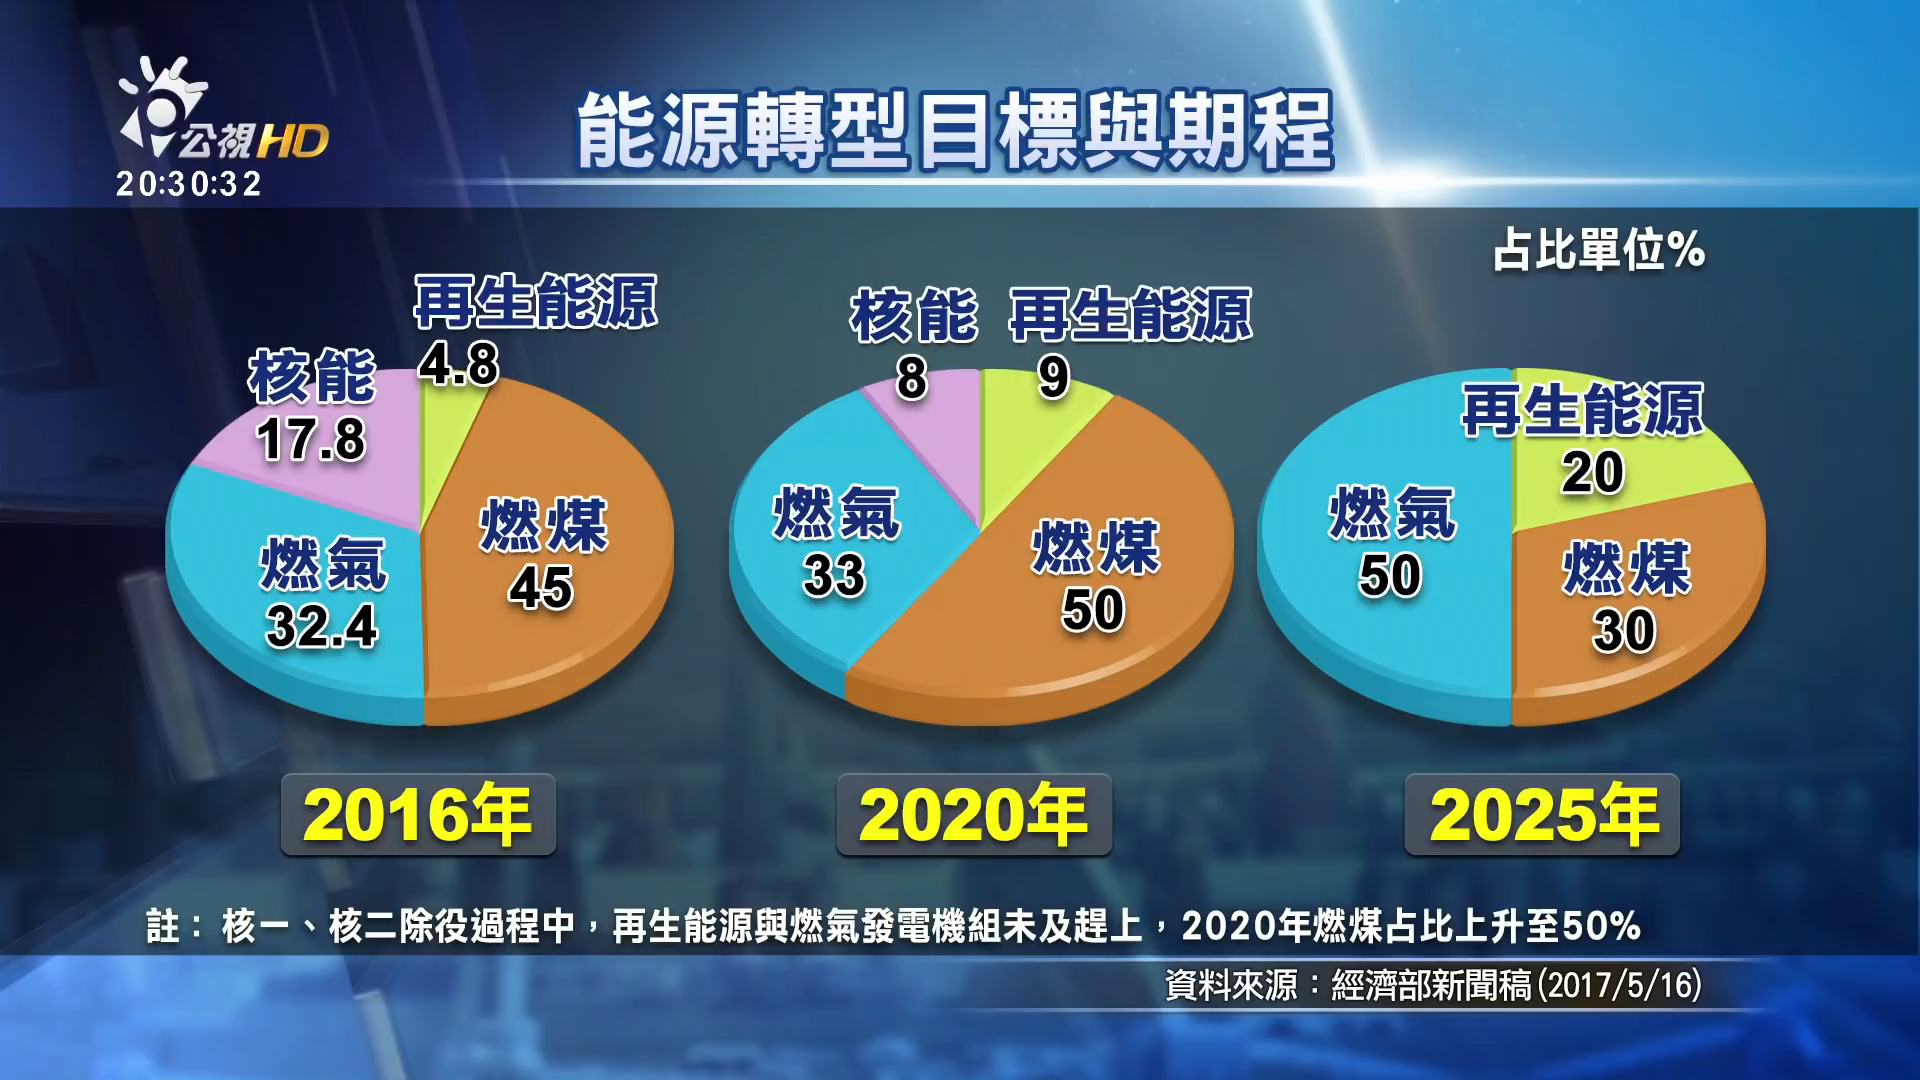 公視HD
20:30:32
能源轉型目標與期程
占比單位%
再生能源
4.8
核能
17.8
燃氣
32.4
燃煤
45
2016年
核能
8
再生能源
9
燃氣
33
燃煤
50
2020年
再生能源
20
燃氣
50
燃煤
30
2025年
註：核一、核二除役過程中，再生能源與燃氣發電機組未及趕上，2020年燃煤占比上升至50%
資料來源：經濟部新聞稿(2017/5/16)